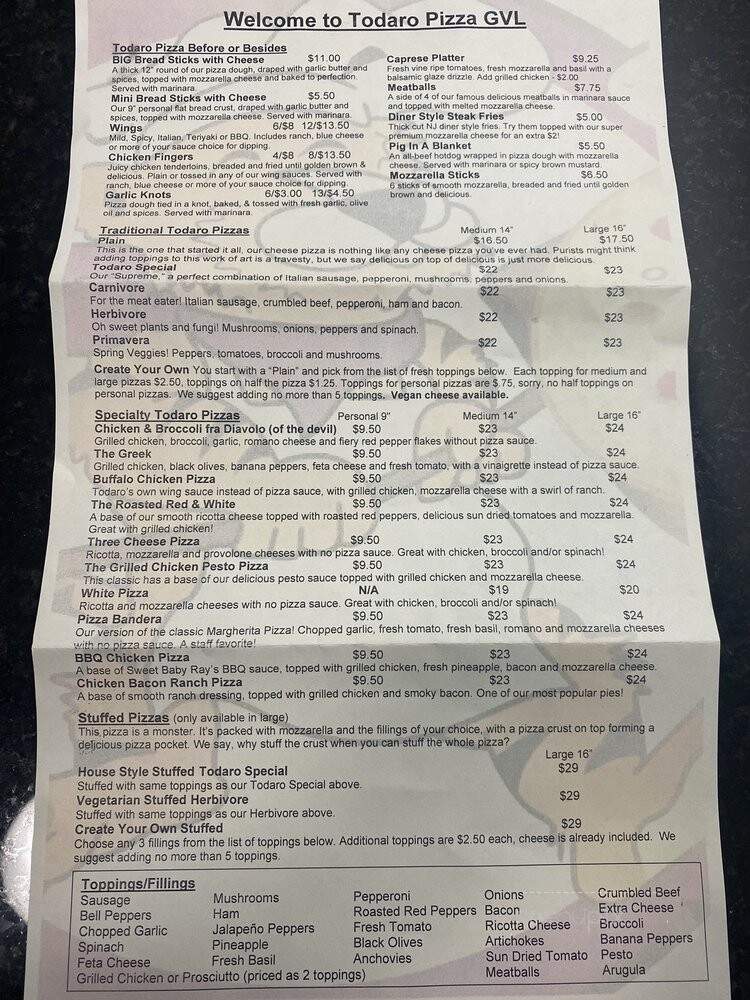 Welcome to Todaro Pizza GVL
Todaro Pizza Before or Besides
BIG Bread Sticks with Cheese $11.00
A thick 12" round of our pizza dough, draped with garlic butter and
spices, topped with mozzarella cheese and baked to perfection.
Served with marinara.
Mini Bread Sticks with Cheese $5.50
Our 9" personal flat bread crust, draped with garlic butter and
spices, topped with mozzarella cheese. Served with marinara.
Wings 6/$8 12/$13.50
Mild, Spicy, Italian, Teriyaki or BBQ. Includes ranch, blue cheese
or more of your sauce choice for dipping.
Chicken Fingers 4/$8 8/$13.50
Juicy chicken tenderloins, breaded and fried until golden brown &
delicious. Plain or tossed in any of our wing sauces. Served with
ranch, blue cheese or more of your sauce choice for dipping.
Garlic Knots 6/$3.00 13/$4.50
Pizza dough tied in a knot, baked, & tossed with fresh garlic, olive
oil and spices. Served with marinara.
Caprese Platter $9.25
Fresh vine ripe tomatoes, fresh mozzarella and basil with a
balsamic glaze drizzle. Add grilled chicken - $2.00
Meatballs $7.75
A side of 4 of our famous delicious meatballs in marinara sauce
and topped with melted mozzarella cheese.
Diner Style Steak Fries $5.00
Thick cut NJ diner style fries. Try them topped with our super
premium mozzarella cheese for an extra $2!
Pig In A Blanket $5.50
An all-beef hotdog wrapped in pizza dough with mozzarella
cheese. Served with marinara or spicy brown mustard.
Mozzarella Sticks $6.50
6 sticks of smooth mozzarella, breaded and fried until golden
brown and delicious.
Traditional Todaro Pizzas Medium 14" Large 16"
Plain $16.50 $17.50
This is the one that started it all, our cheese pizza is nothing like any cheese pizza you've ever had. Purists might think
adding toppings to this work of art is a travesty, but we say delicious on top of delicious is just more delicious.
Todaro Special $22 $23
Our "Supreme," a perfect combination of Italian sausage, pepperoni, mushrooms, peppers and onions.
Carnivore $22 $23
For the meat eater! Italian sausage, crumbled beef, pepperoni, ham and bacon.
Herbivore $22 $23
Oh sweet plants and fungi! Mushrooms, onions, peppers and spinach.
Primavera $22 $23
Spring Veggies! Peppers, tomatoes, broccoli and mushrooms.
Create Your Own You start with a "Plain" and pick from the list of fresh toppings below. Each topping for medium and
large pizzas $2.50, toppings on half the pizza $1.25. Toppings for personal pizzas are $.75, sorry, no half toppings on
personal pizzas. We suggest adding no more than 5 toppings. Vegan cheese available.
Specialty Todaro Pizzas Personal 9" Medium 14" Large 16"
Chicken & Broccoli fra Diavolo (of the devil) $9.50 $23 $24
Grilled chicken, broccoli, garlic, romano cheese and fiery red pepper flakes without pizza sauce.
The Greek $9.50 $23 $24
Grilled chicken, black olives, banana peppers, feta cheese and fresh tomato, with a vinaigrette instead of pizza sauce.
Buffalo Chicken Pizza $9.50 $23 $24
Todaro's own wing sauce instead of pizza sauce, with grilled chicken, mozzarella cheese with a swirl of ranch.
The Roasted Red & White $9.50 $23 $24
A base of our smooth ricotta cheese topped with roasted red peppers, delicious sun dried tomatoes and mozzarella.
Great with grilled chicken!
Three Cheese Pizza $9.50 $23 $24
Ricotta, mozzarella and provolone cheeses with no pizza sauce. Great with chicken, broccoli and/or spinach!
The Grilled Chicken Pesto Pizza $9.50 $23 $24
This classic has a base of our delicious pesto sauce topped with grilled chicken and mozzarella cheese.
White Pizza N/A $19 $20
Ricotta and mozzarella cheeses with no pizza sauce. Great with chicken, broccoli and/or spinach!
Pizza Bandera $9.50 $23 $24
Our version of the classic Margherita Pizza! Chopped garlic, fresh tomato, fresh basil, romano and mozzarella cheeses
with no pizza sauce. A staff favorite!
BBQ Chicken Pizza $9.50 $23 $24
A base of Sweet Baby Ray's BBQ sauce, topped with grilled chicken, fresh pineapple, bacon and mozzarella cheese.
Chicken Bacon Ranch Pizza $9.50 $23 $24
A base of smooth ranch dressing, topped with grilled chicken and smoky bacon. One of our most popular pies!
Stuffed Pizzas (only available in large)
This pizza is a monster. It's packed with mozzarella and the fillings of your choice, with a pizza crust on top forming a
delicious pizza pocket. We say, why stuff the crust when you can stuff the whole pizza?
Large 16"
House Style Stuffed Todaro Special $29
Stuffed with same toppings as our Todaro Special above.
Vegetarian Stuffed Herbivore $29
Stuffed with same toppings as our Herbivore above.
Create Your Own Stuffed $29
Choose any 3 fillings from the list of toppings below. Additional toppings are $2.50 each, cheese is already included. We
suggest adding no more than 5 toppings.
Toppings/Fillings
Sausage Mushrooms Pepperoni Onions Crumbled Beef
Bell Peppers Ham Roasted Red Peppers Bacon Extra Cheese
Chopped Garlic Jalapeño Peppers Fresh Tomato Ricotta Cheese Broccoli
Spinach Pineapple Black Olives Artichokes Banana Peppers
Feta Cheese Fresh Basil Anchovies Sun Dried Tomato Pesto
Grilled Chicken or Prosciutto (priced as 2 toppings) Meatballs Arugula